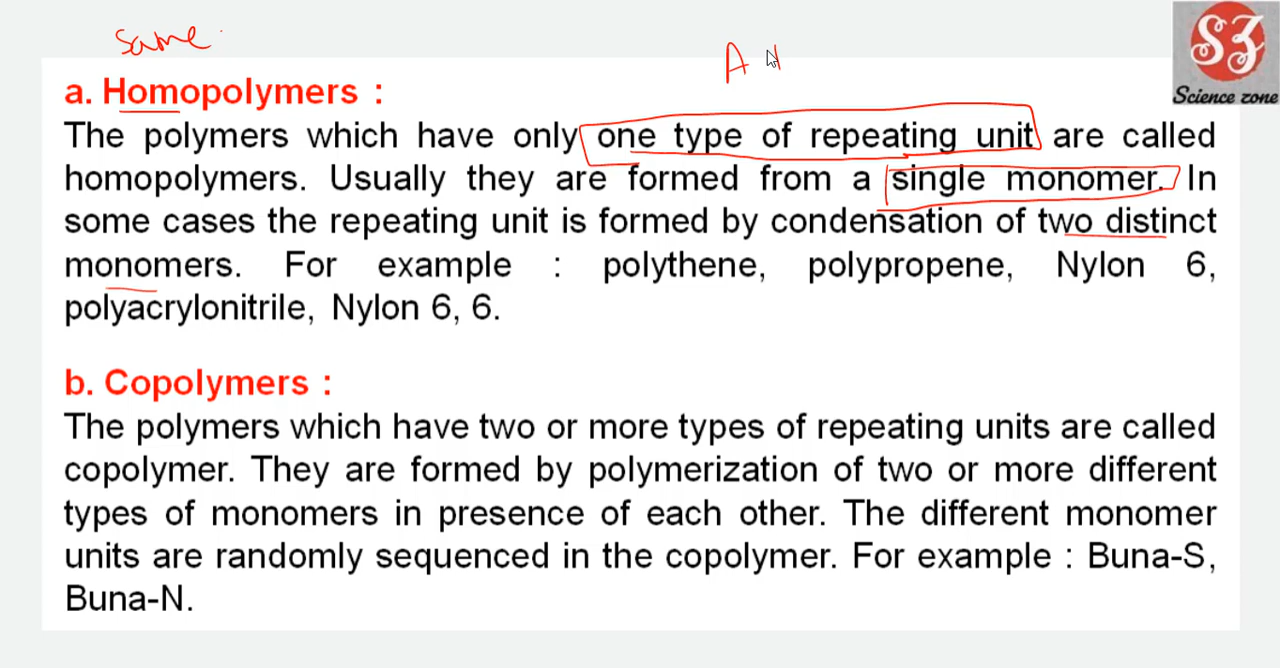 Same
SZ
A
Science zone
a. Homopolymers :
The polymers which have only one type of repeating unit are called
homopolymers. Usually they are formed from a single monomer. In
some cases the repeating unit is formed by condensation of two distinct
monomers. For example : polythene, polypropene, Nylon 6,
polyacrylonitrile, Nylon 6, 6.
b. Copolymers :
The polymers which have two or more types of repeating units are called
copolymer. They are formed by polymerization of two or more different
types of monomers in presence of each other. The different monomer
units are randomly sequenced in the copolymer. For example : Buna-S,
Buna-N.